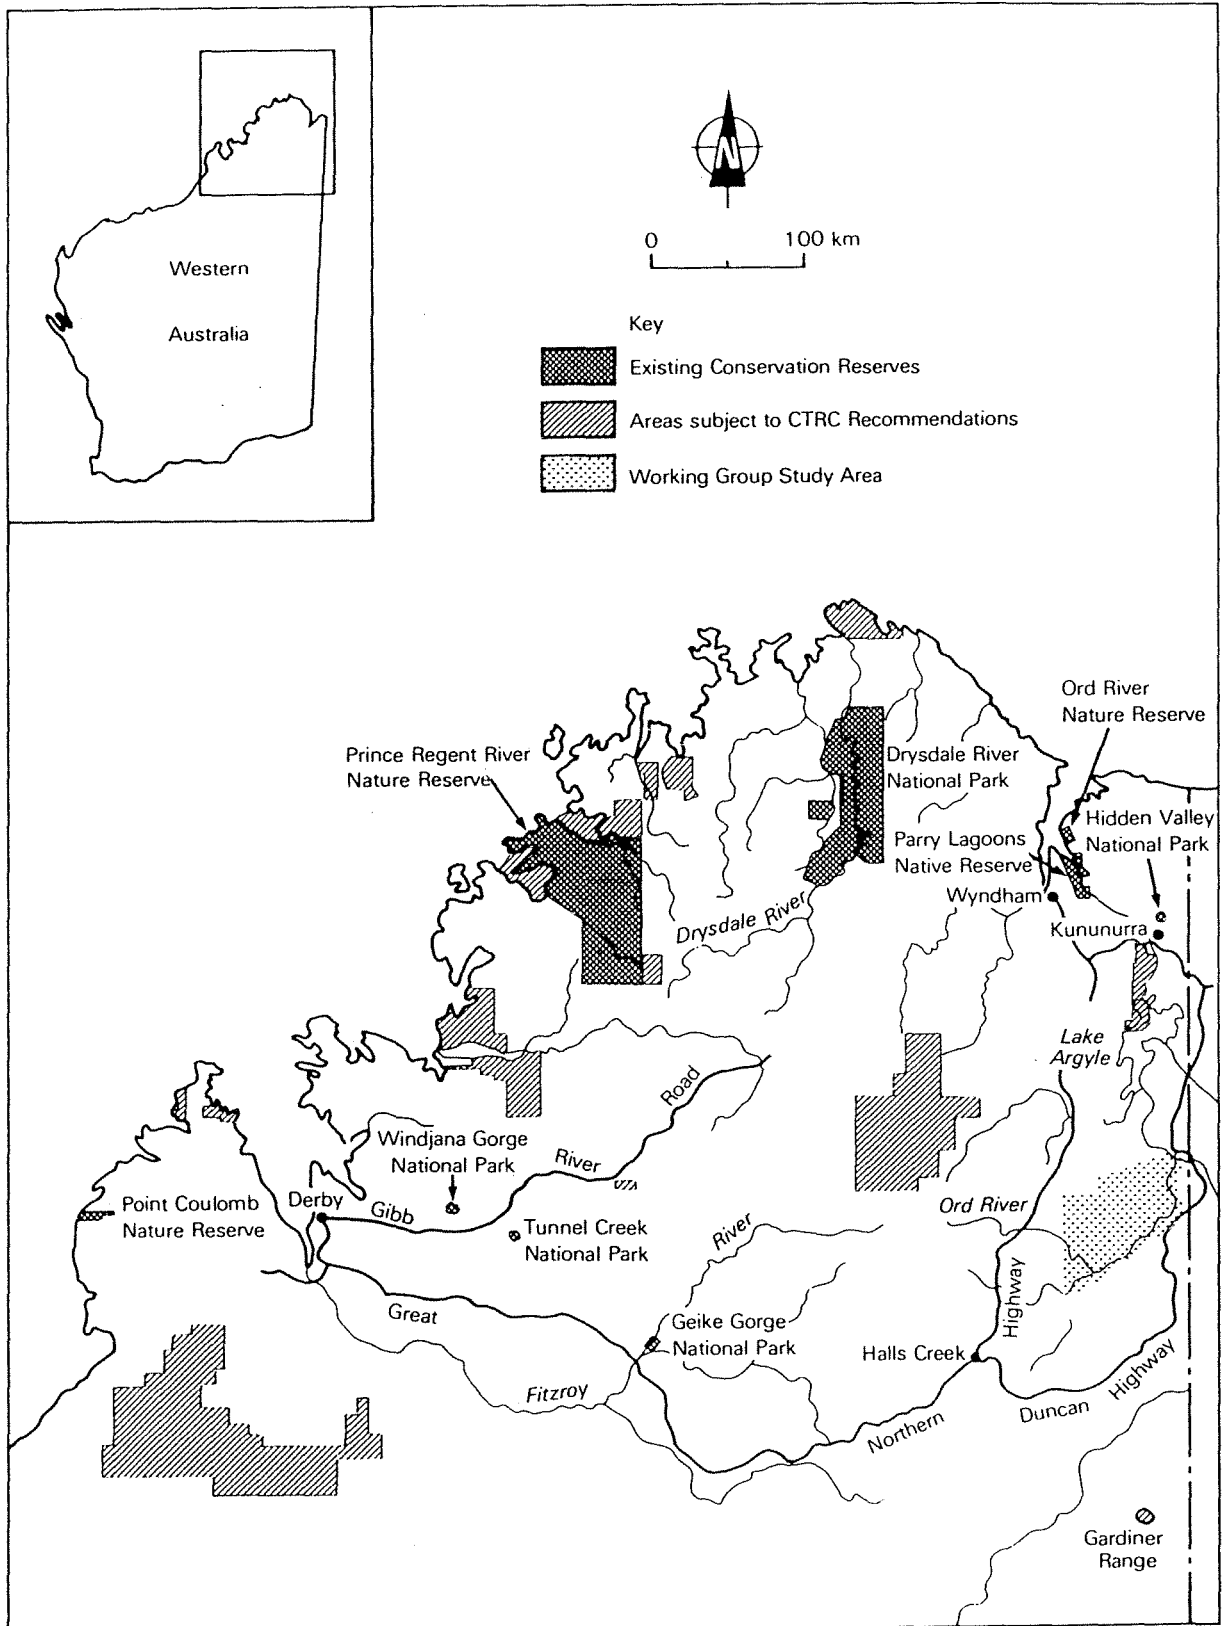 Western
Australia
N
0 100 km
Key
Existing Conservation Reserves
Areas subject to CTRC Recommendations
Working Group Study Area
Ord River
Nature Reserve
Prince Regent River
Nature Reserve
Drysdale River
National Park
Hidden Valley
National Park
Parry Lagoons
Native Reserve
Wyndham
Drysdale River
Kununurra
Lake
Argyle
Road
Windjana Gorge
National Park
River
Gibb
Point Coulomb
Nature Reserve
Derby
Tunnel Creek
National Park
River
Ord River
Great
Geike Gorge
National Park
Highway
Halls Creek
Fitzroy
Northern
Duncan
Highway
Gardiner
Range